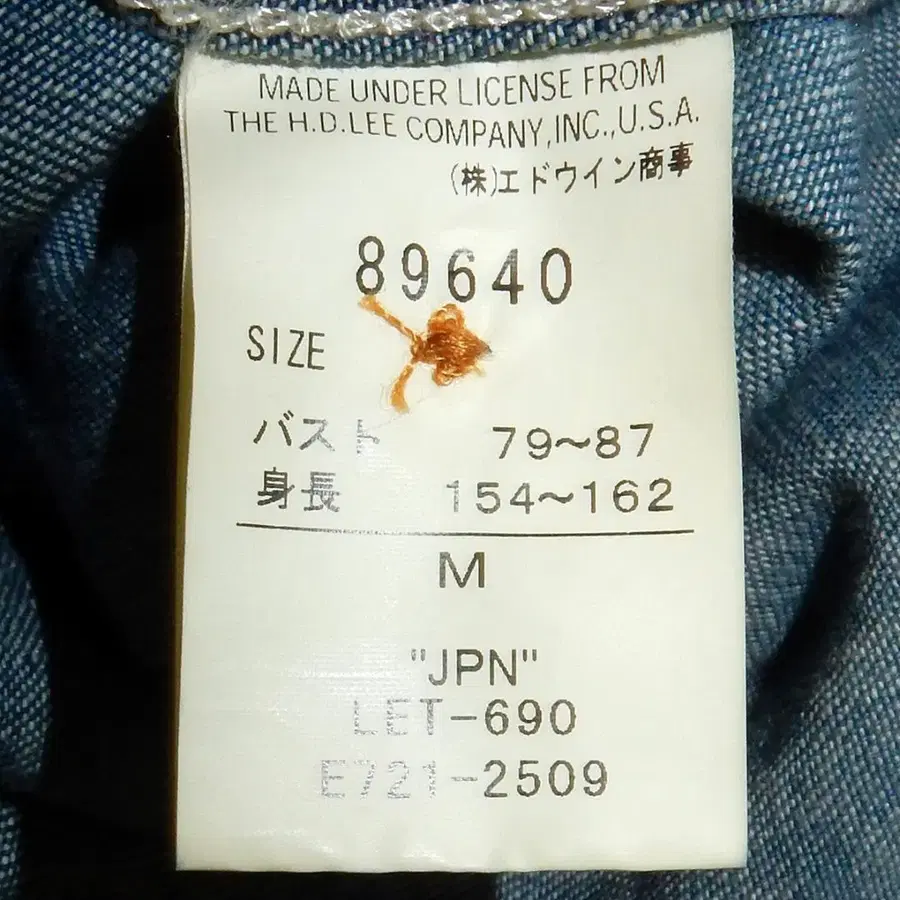 MADE UNDER LICENSE FROM
THE H.D.LEE COMPANY,INC.,U.S.A.
(株)エドウイン商事
89640
SIZE
バスト 79〜87
身長 154〜162
M
"JPN"
LET-690
E721-2509